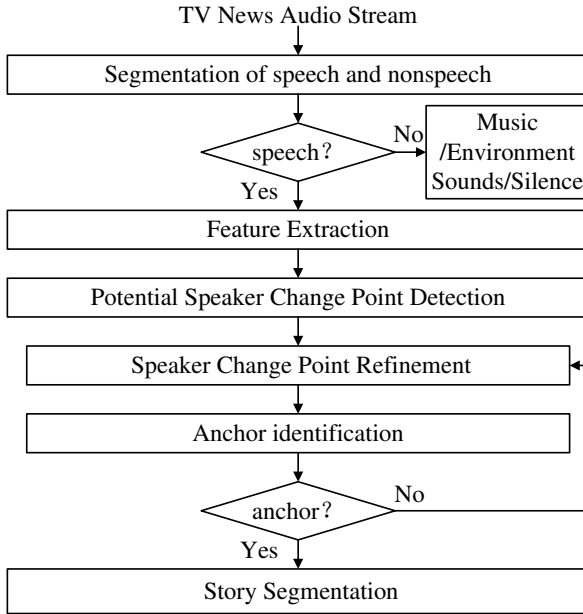 TV News Audio Stream
Segmentation of speech and nonspeech
speech?
No
Music
/Environment
Sounds/Silence
Yes
Feature Extraction
Potential Speaker Change Point Detection
Speaker Change Point Refinement
Anchor identification
anchor?
No
Yes
Story Segmentation